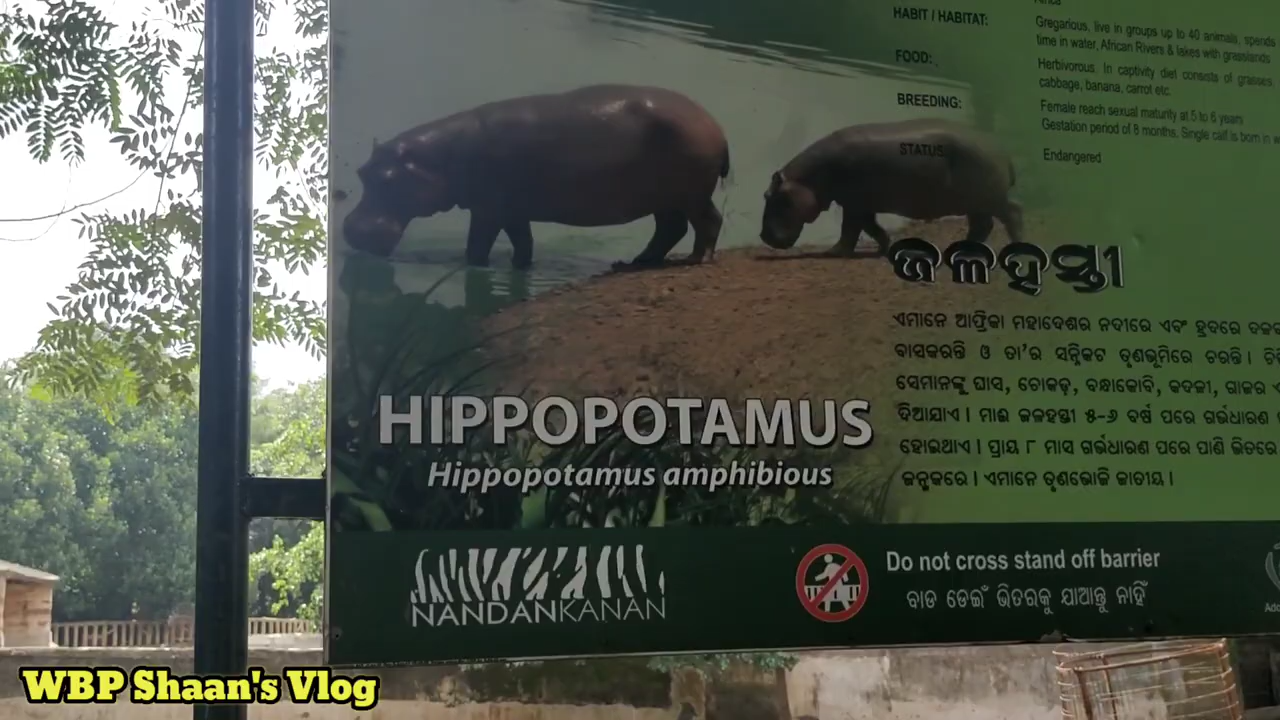 Africa
HABIT / HABITAT:
Gregarious, live in groups up to 40 animals, spends
time in water, African Rivers & lakes with grasslands
FOOD:
Herbivorous. In captivity diet consists of grasses
cabbage, banana, carrot etc.
BREEDING:
Female reach sexual maturity at 5 to 6 years
Gestation period of 8 months. Single calf is born in
STATUS:
Endangered
ଜଳହସ୍ତୀ
ଏମାନେ ଆଫ୍ରିକା ମହାଦେଶର ନଦୀରେ ଏବଂ ହ୍ରଦରେ
ବାସକରନ୍ତି ଓ ତା'ର ସନ୍ନିକଟ ତୃଣଭୂମିରେ ଚରନ୍ତି ।
ସେମାନଙ୍କୁ ଘାସ, ଚୋକଡ଼, ବନ୍ଧାକୋବି, କଦଳୀ, ଗାଜର
ଦିଆଯାଏ । ମାଈ ଜଳହସ୍ତୀ ୫-୬ ବର୍ଷ ପରେ ଗର୍ଭଧାରଣ
ହୋଇଥାଏ । ପ୍ରାୟ ୮ ମାସ ଗର୍ଭଧାରଣ ପରେ ପାଣି ଭିତରେ
ଜନ୍ମକରେ । ଏମାନେ ତୃଣଭୋଜି ଜାତୀୟ ।
HIPPOPOTAMUS
Hippopotamus amphibious
NANDANKANAN
Do not cross stand off barrier
ବାଡ ଡେଇଁ ଭିତରକୁ ଯାଆନ୍ତୁ ନାହିଁ
WBP Shaan's Vlog